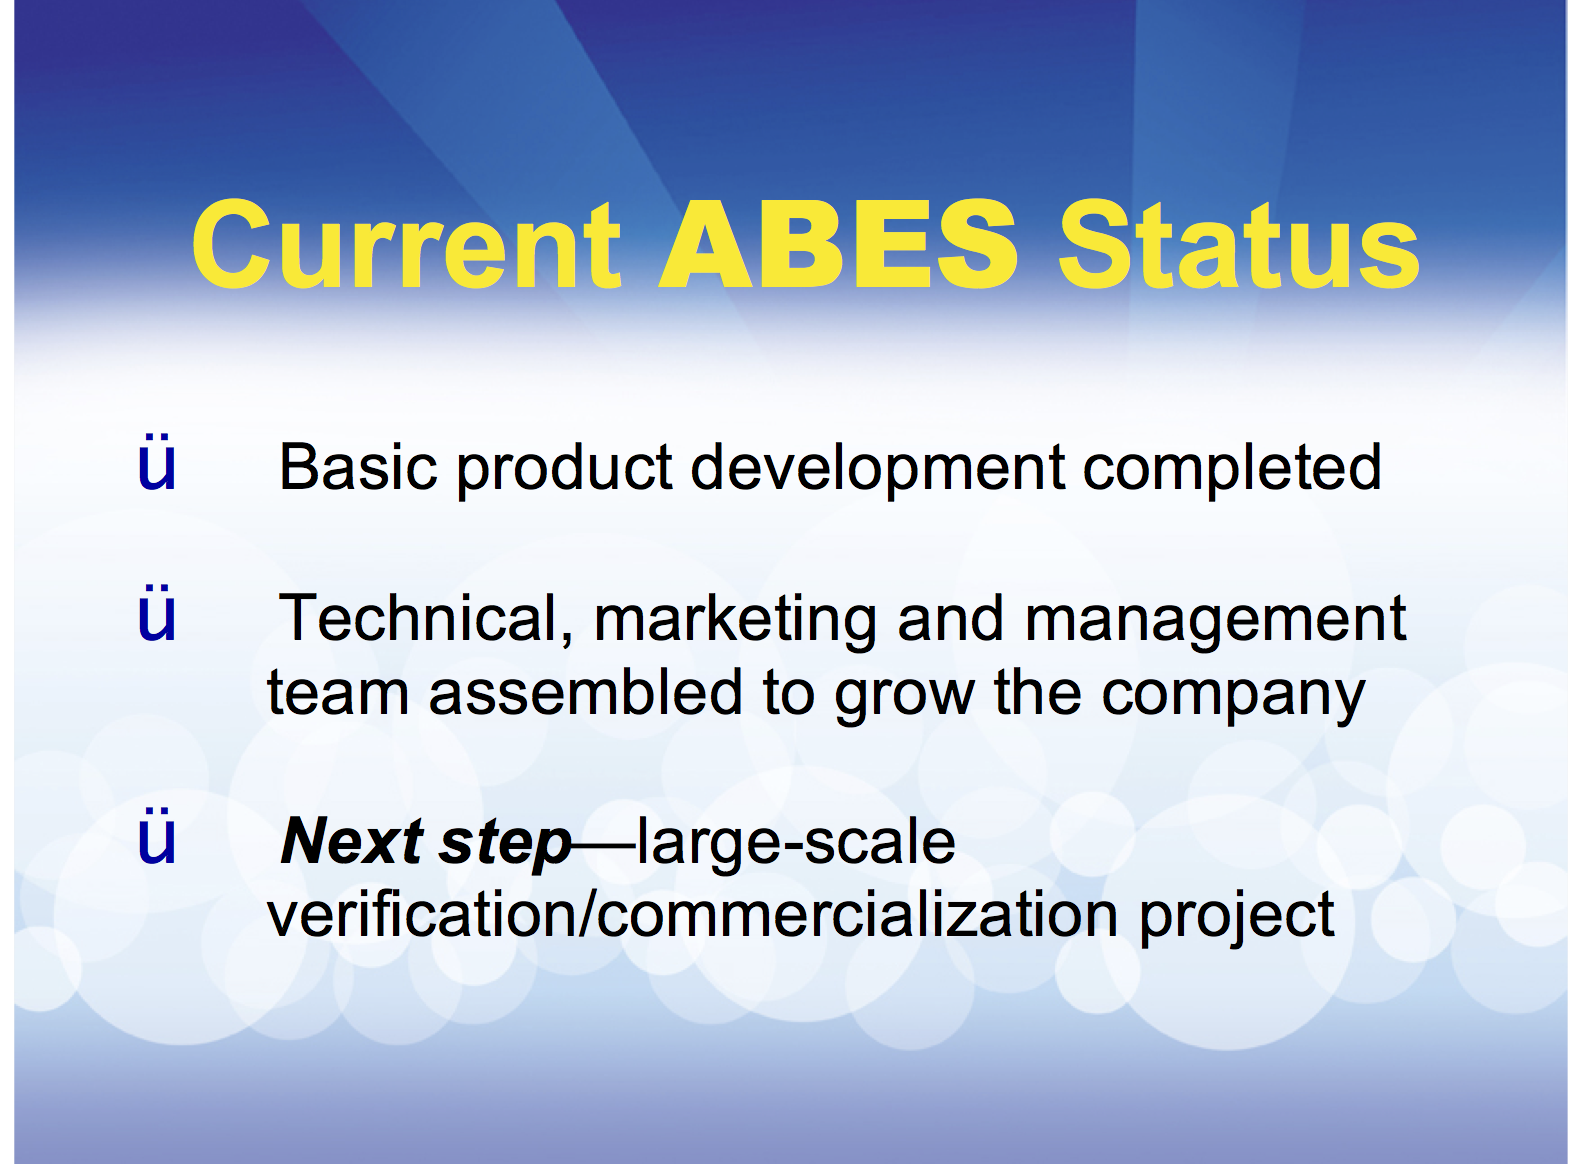 Current ABES Status
ü Basic product development completed
ü Technical, marketing and management
team assembled to grow the company
ü Next step—large-scale
verification/commercialization project